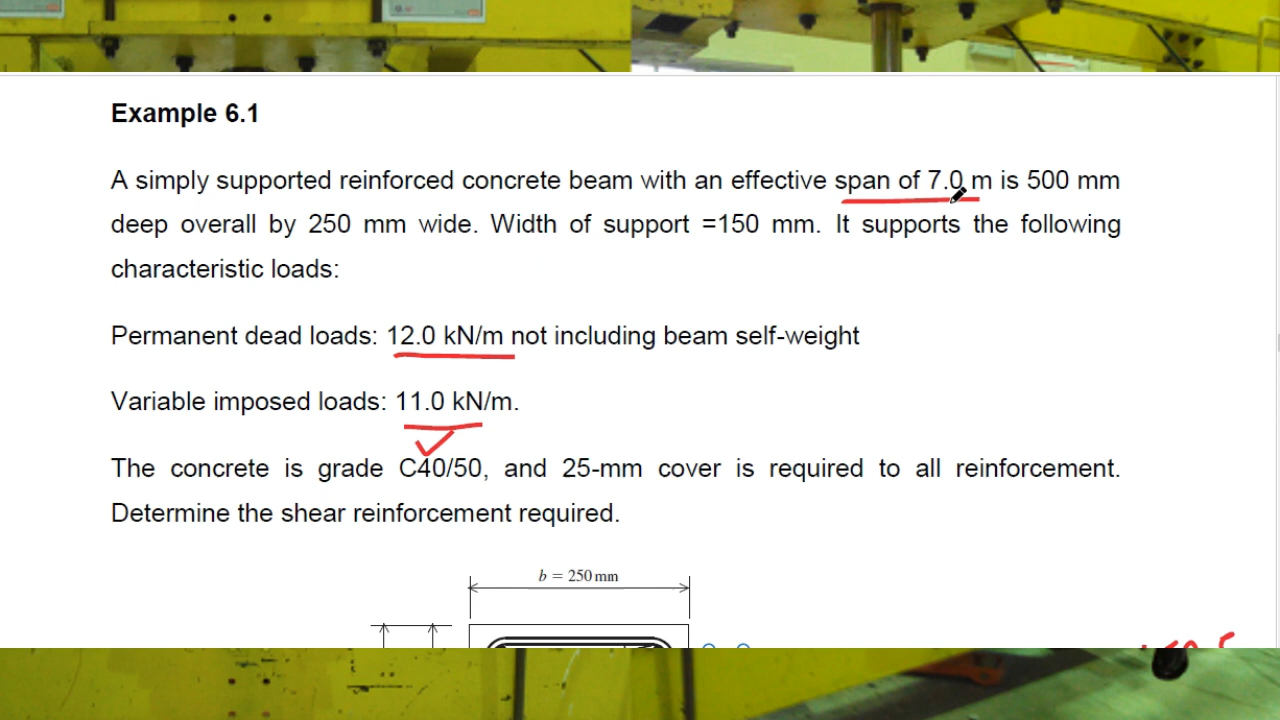 Example 6.1
A simply supported reinforced concrete beam with an effective span of 7.0 m is 500 mm
deep overall by 250 mm wide. Width of support =150 mm. It supports the following
characteristic loads:
Permanent dead loads: 12.0 kN/m not including beam self-weight
Variable imposed loads: 11.0 kN/m.
The concrete is grade C40/50, and 25-mm cover is required to all reinforcement.
Determine the shear reinforcement required.
b = 250 mm